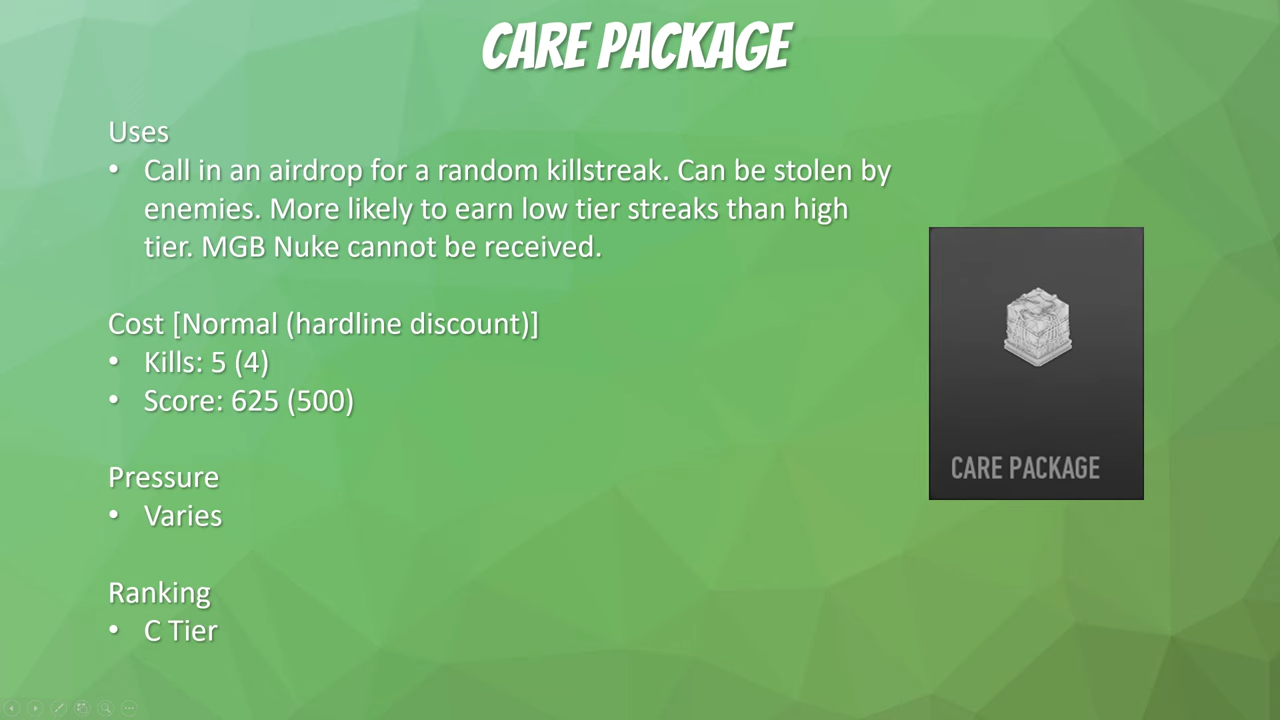 CARE PACKAGE
Uses
• Call in an airdrop for a random killstreak. Can be stolen by
enemies. More likely to earn low tier streaks than high
tier. MGB Nuke cannot be received.
Cost [Normal (hardline discount)]
• Kills: 5 (4)
• Score: 625 (500)
Pressure
• Varies
Ranking
• C Tier
CARE PACKAGE